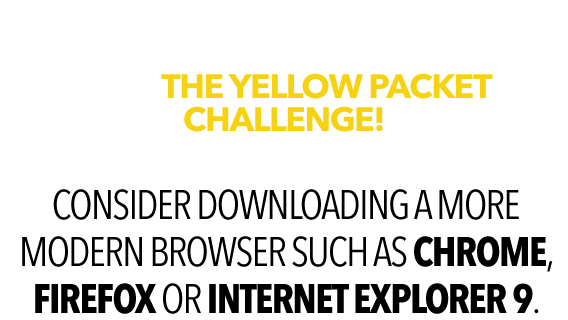 THE YELLOW PACKET
CHALLENGE!
CONSIDER DOWNLOADING A MORE
MODERN BROWSER SUCH AS CHROME,
FIREFOX OR INTERNET EXPLORER 9.